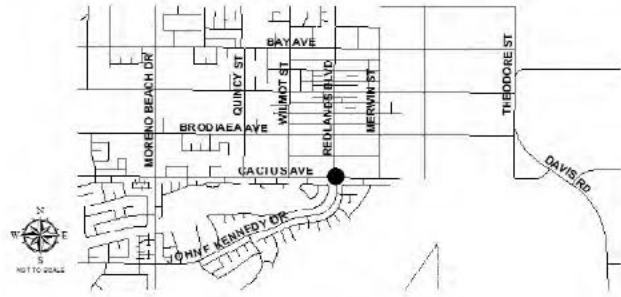 BAY AVE
MORENO BEACH DR
QUINCY ST
WILMOT ST
REDLANDS BLVD
MERWIN ST
THEODORE ST
BRODIAEA AVE
CACTUS AVE
DAVIS RD
JOHN F KENNEDY DR
N
W E
S
NOT TO SCALE